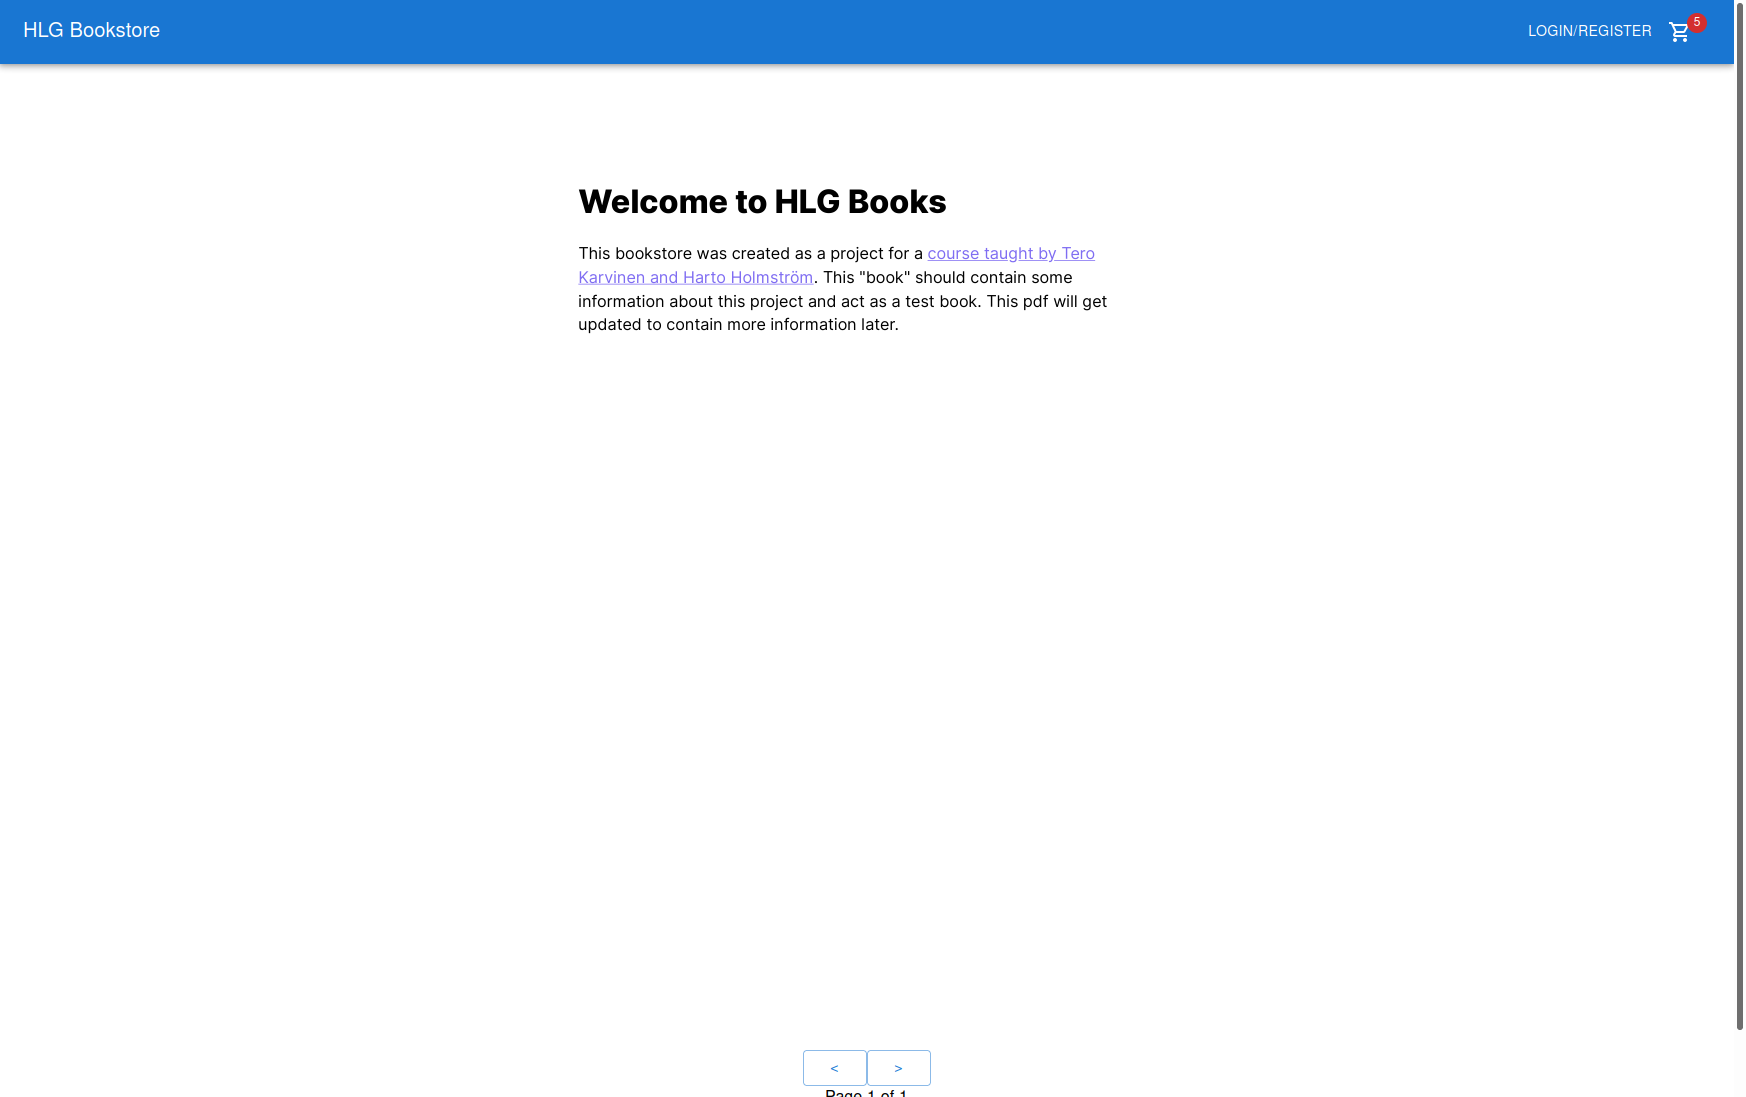 HLG Bookstore
LOGIN/REGISTER
5
Welcome to HLG Books
This bookstore was created as a project for a course taught by Tero
Karvinen and Harto Holmström. This "book" should contain some
information about this project and act as a test book. This pdf will get
updated to contain more information later.
< >
Page 1 of 1